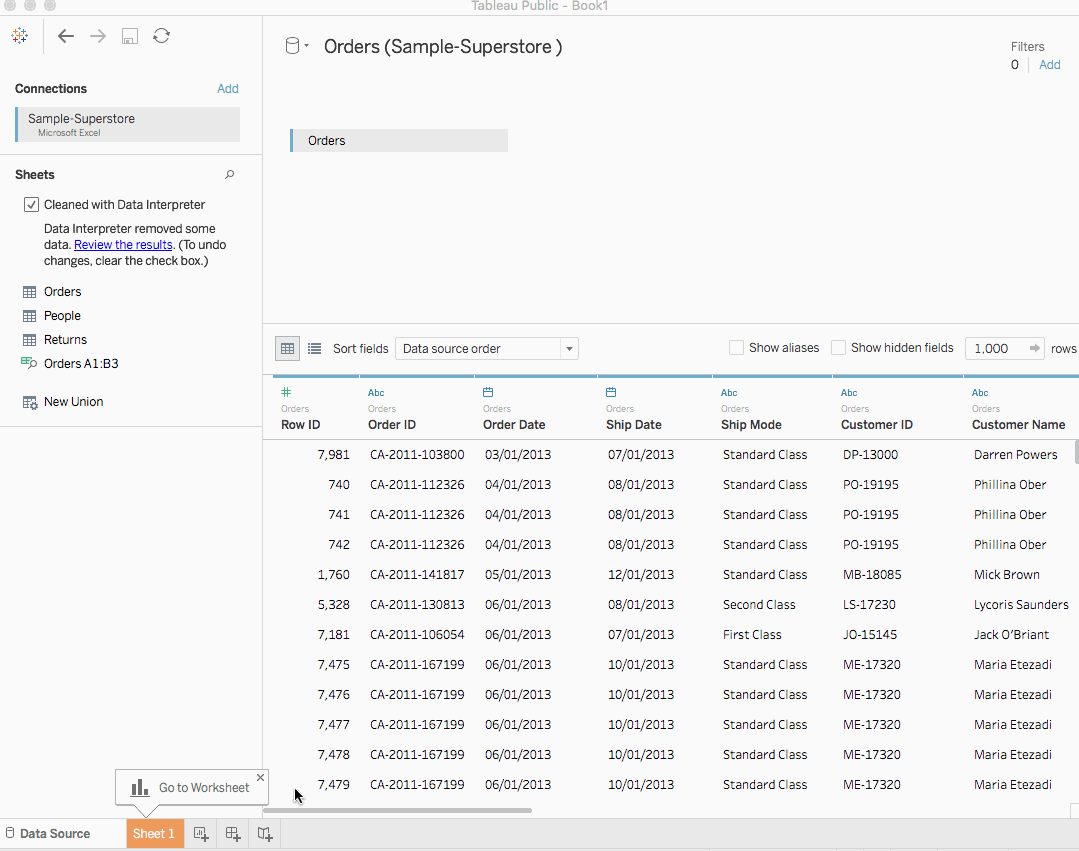 Tableau Public - Book1
Connections Add
Sample-Superstore
Microsoft Excel
Sheets
Cleaned with Data Interpreter
Data Interpreter removed some
data. Review the results. (To undo
changes, clear the check box.)
Orders
People
Returns
Orders A1:B3
New Union
Orders (Sample-Superstore )
Filters
0 Add
Orders
Sort fields Data source order Show aliases Show hidden fields 1,000 rows
# Abc Abc Abc Abc
Orders Orders Orders Orders Orders Orders Orders
Row ID Order ID Order Date Ship Date Ship Mode Customer ID Customer Name
7,981 CA-2011-103800 03/01/2013 07/01/2013 Standard Class DP-13000 Darren Powers
740 CA-2011-112326 04/01/2013 08/01/2013 Standard Class PO-19195 Phillina Ober
741 CA-2011-112326 04/01/2013 08/01/2013 Standard Class PO-19195 Phillina Ober
742 CA-2011-112326 04/01/2013 08/01/2013 Standard Class PO-19195 Phillina Ober
1,760 CA-2011-141817 05/01/2013 12/01/2013 Standard Class MB-18085 Mick Brown
5,328 CA-2011-130813 06/01/2013 08/01/2013 Second Class LS-17230 Lycoris Saunders
7,181 CA-2011-106054 06/01/2013 07/01/2013 First Class JO-15145 Jack O'Briant
7,475 CA-2011-167199 06/01/2013 10/01/2013 Standard Class ME-17320 Maria Etezadi
7,476 CA-2011-167199 06/01/2013 10/01/2013 Standard Class ME-17320 Maria Etezadi
7,477 CA-2011-167199 06/01/2013 10/01/2013 Standard Class ME-17320 Maria Etezadi
7,478 CA-2011-167199 06/01/2013 10/01/2013 Standard Class ME-17320 Maria Etezadi
7,479 CA-2011-167199 06/01/2013 10/01/2013 Standard Class ME-17320 Maria Etezadi
Go to Worksheet
Data Source Sheet 1